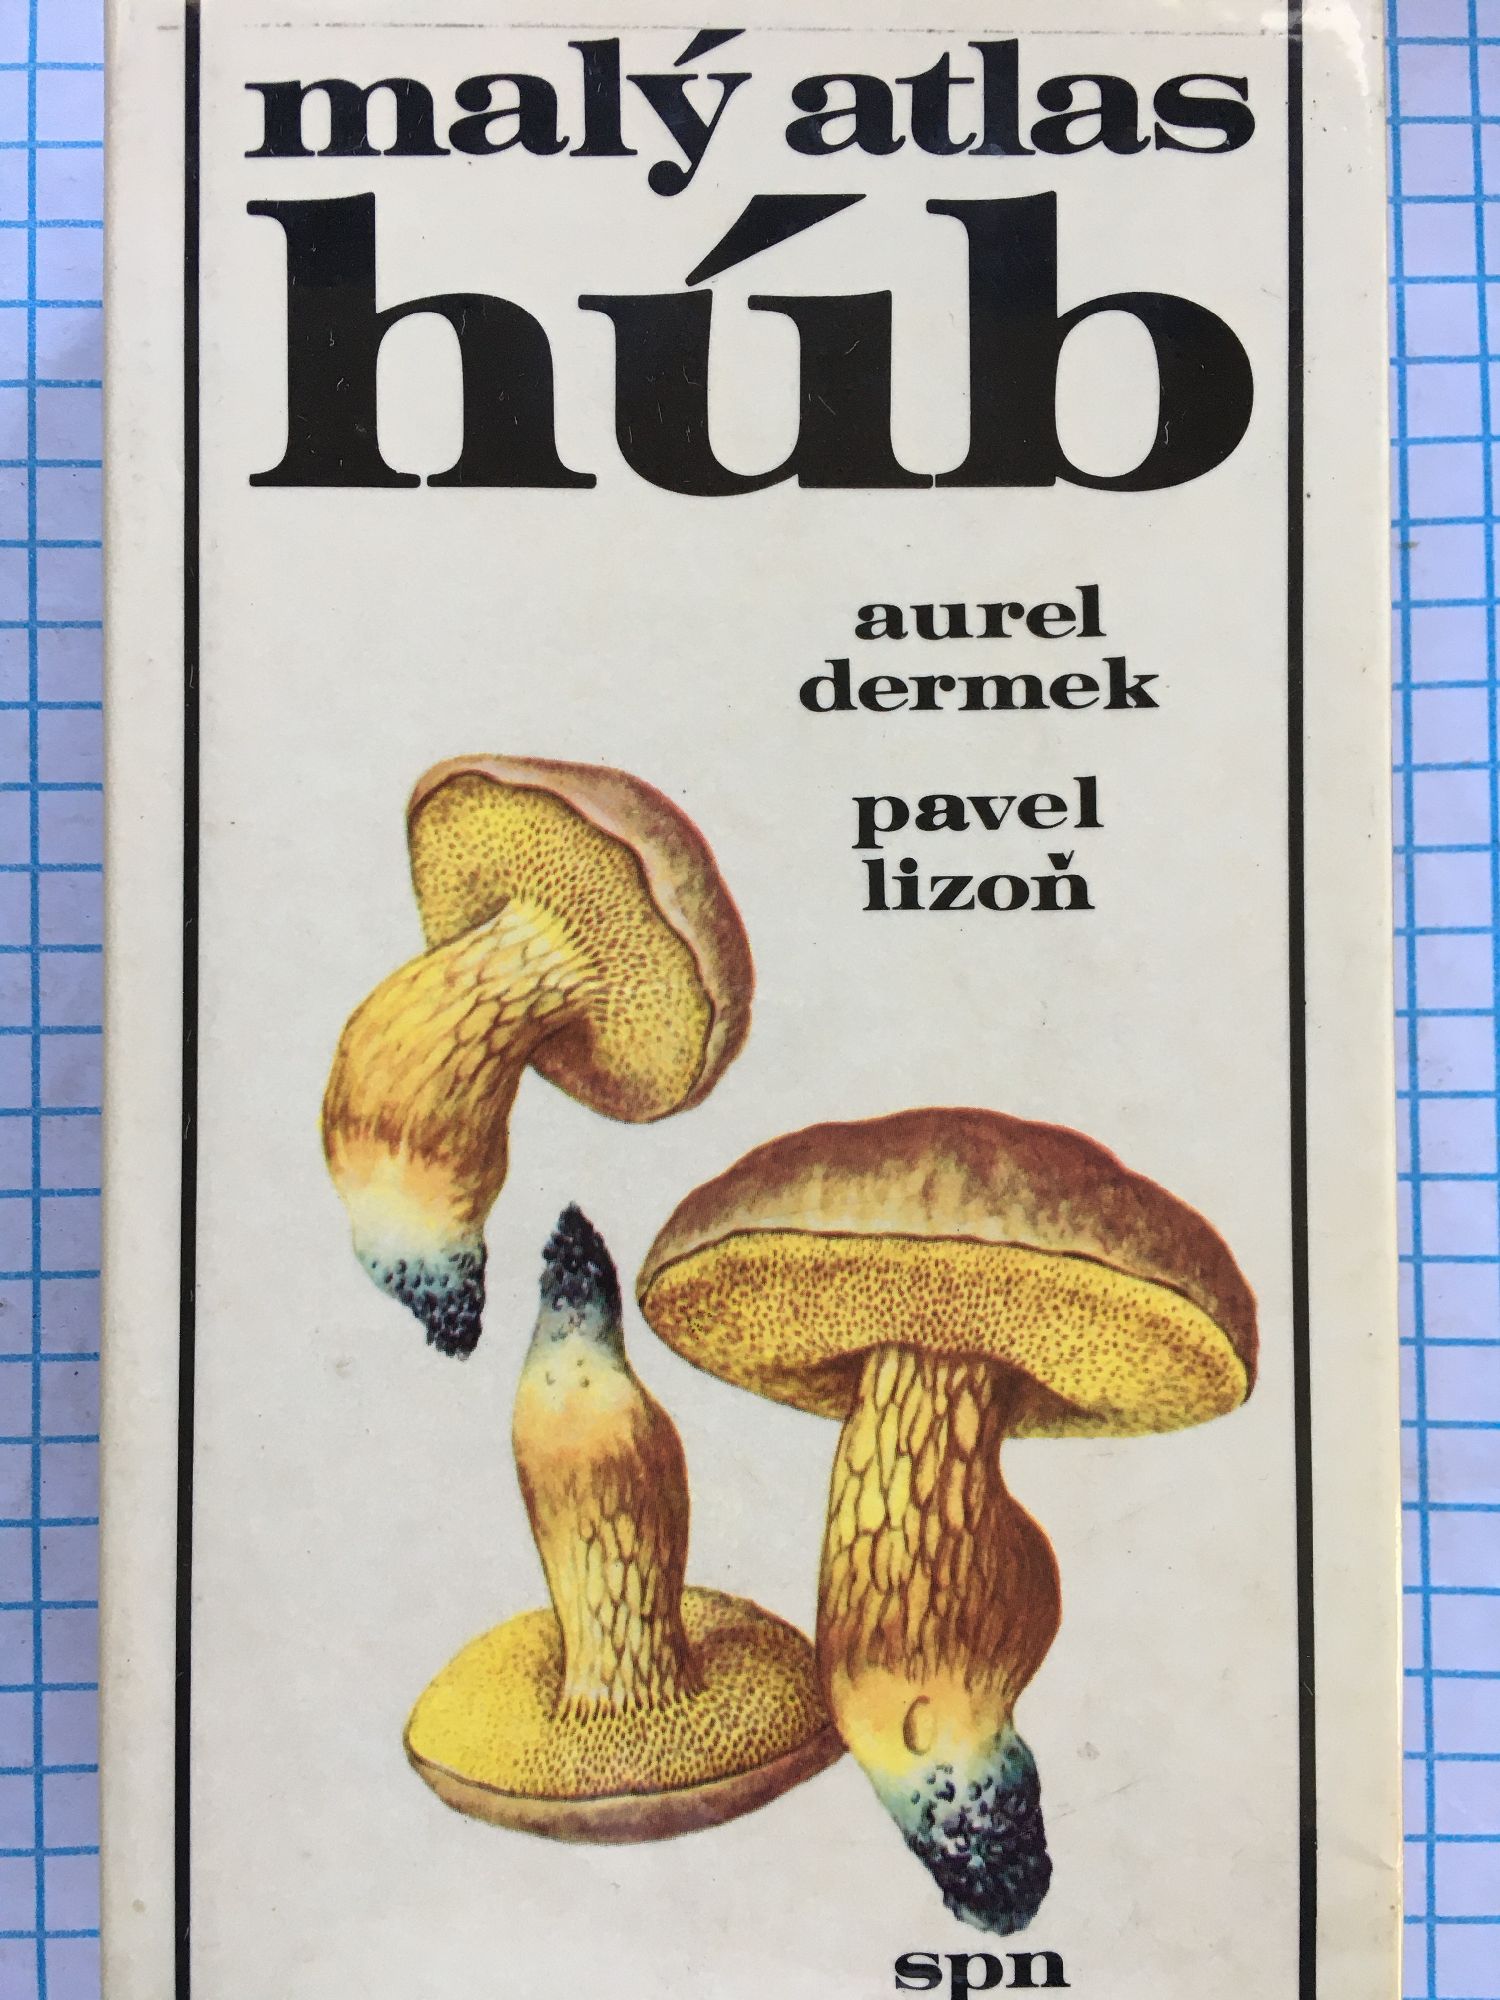 malý atlas
húb
aurel
dermek
pavel
lizoň
spn